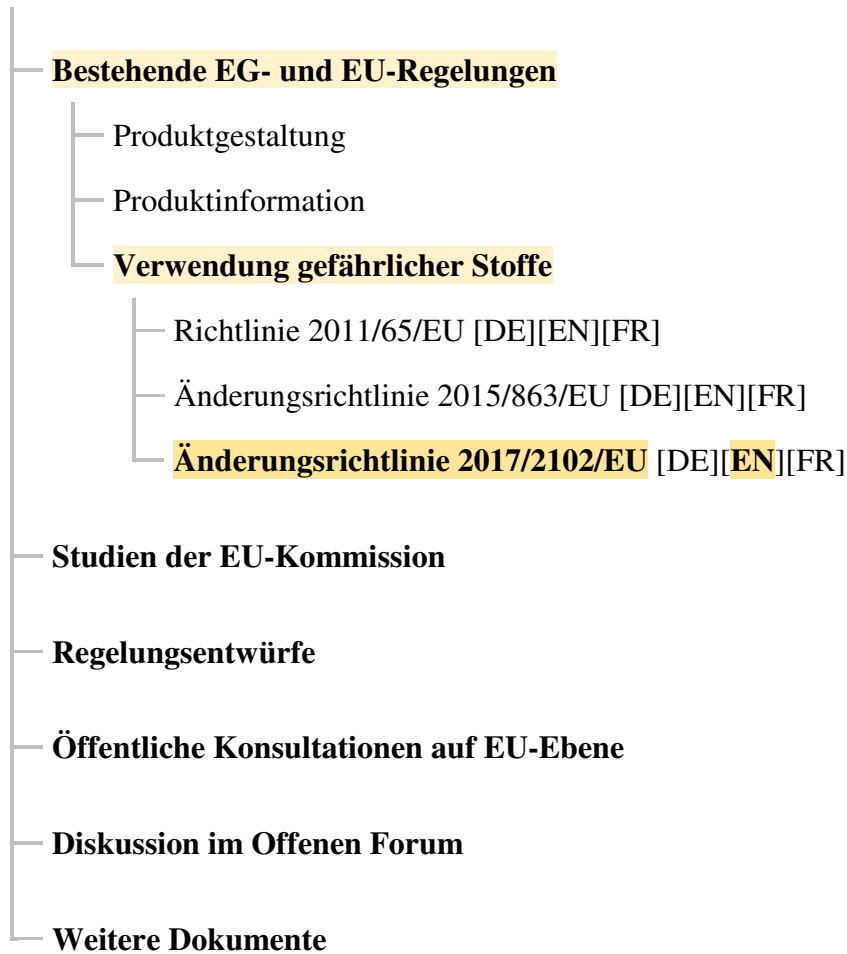 Bestehende EG- und EU-Regelungen
Produktgestaltung
Produktinformation
Verwendung gefährlicher Stoffe
Richtlinie 2011/65/EU [DE][EN][FR]
Änderungsrichtlinie 2015/863/EU [DE][EN][FR]
Änderungsrichtlinie 2017/2102/EU [DE][EN][FR]
Studien der EU-Kommission
Regelungsentwürfe
Öffentliche Konsultationen auf EU-Ebene
Diskussion im Offenen Forum
Weitere Dokumente